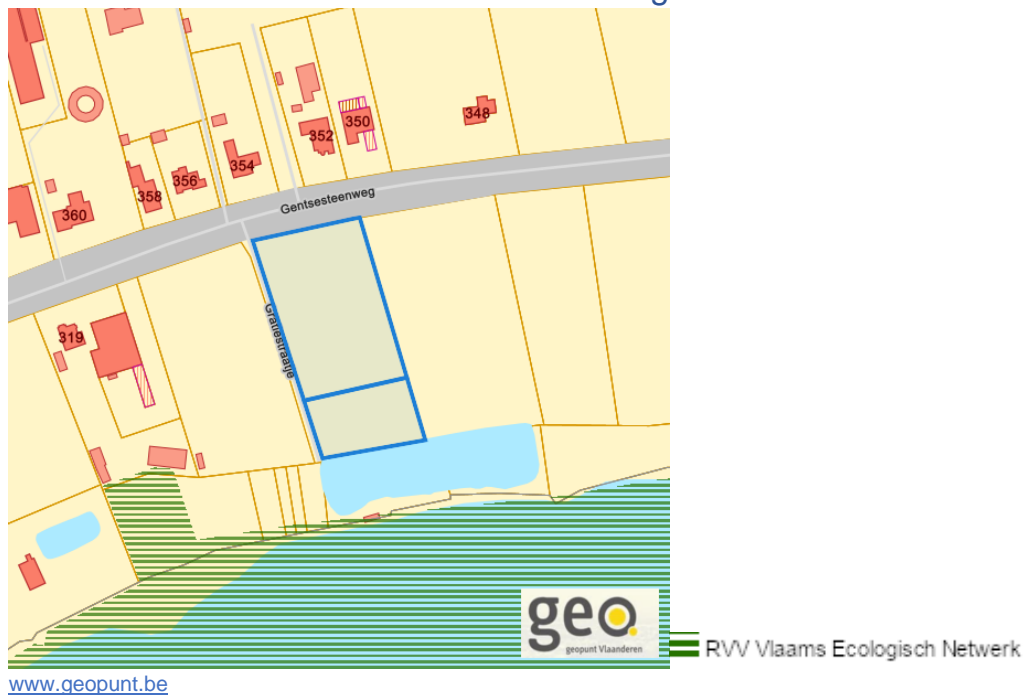 348
350
352
354
356
358
360
Gentsesteenweg
Gratiestraatje
319
geo
geopunt Vlaanderen
RVV Vlaams Ecologisch Netwerk
www.geopunt.be